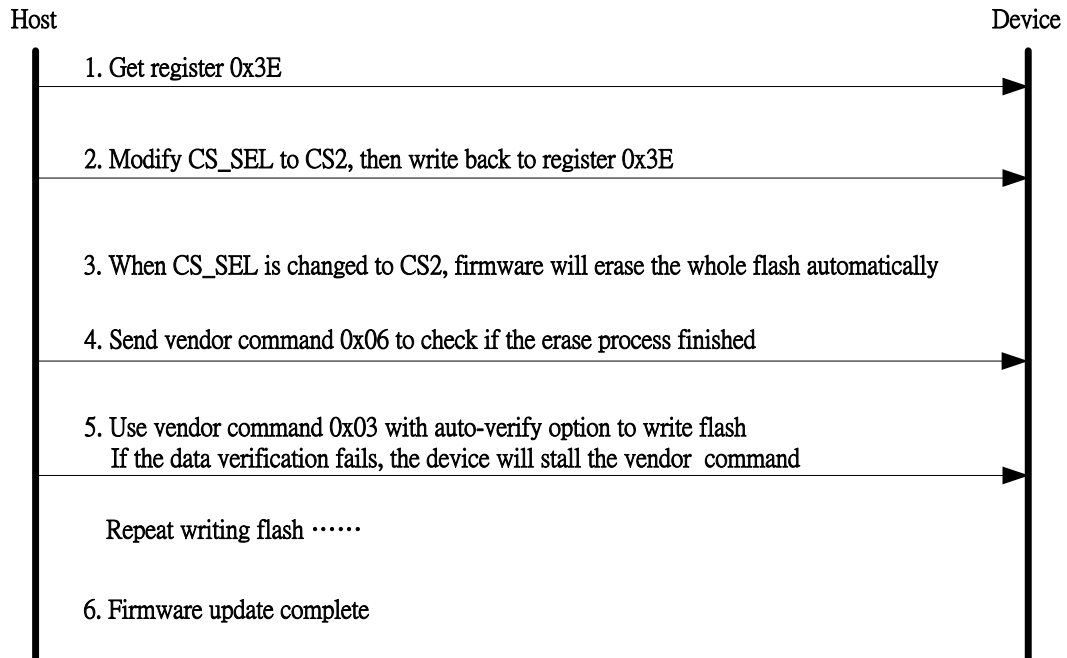 Host
Device
1. Get register 0x3E
2. Modify CS_SEL to CS2, then write back to register 0x3E
3. When CS_SEL is changed to CS2, firmware will erase the whole flash automatically
4. Send vendor command 0x06 to check if the erase process finished
5. Use vendor command 0x03 with auto-verify option to write flash
If the data verification fails, the device will stall the vendor command
Repeat writing flash ⋯⋯
6. Firmware update complete